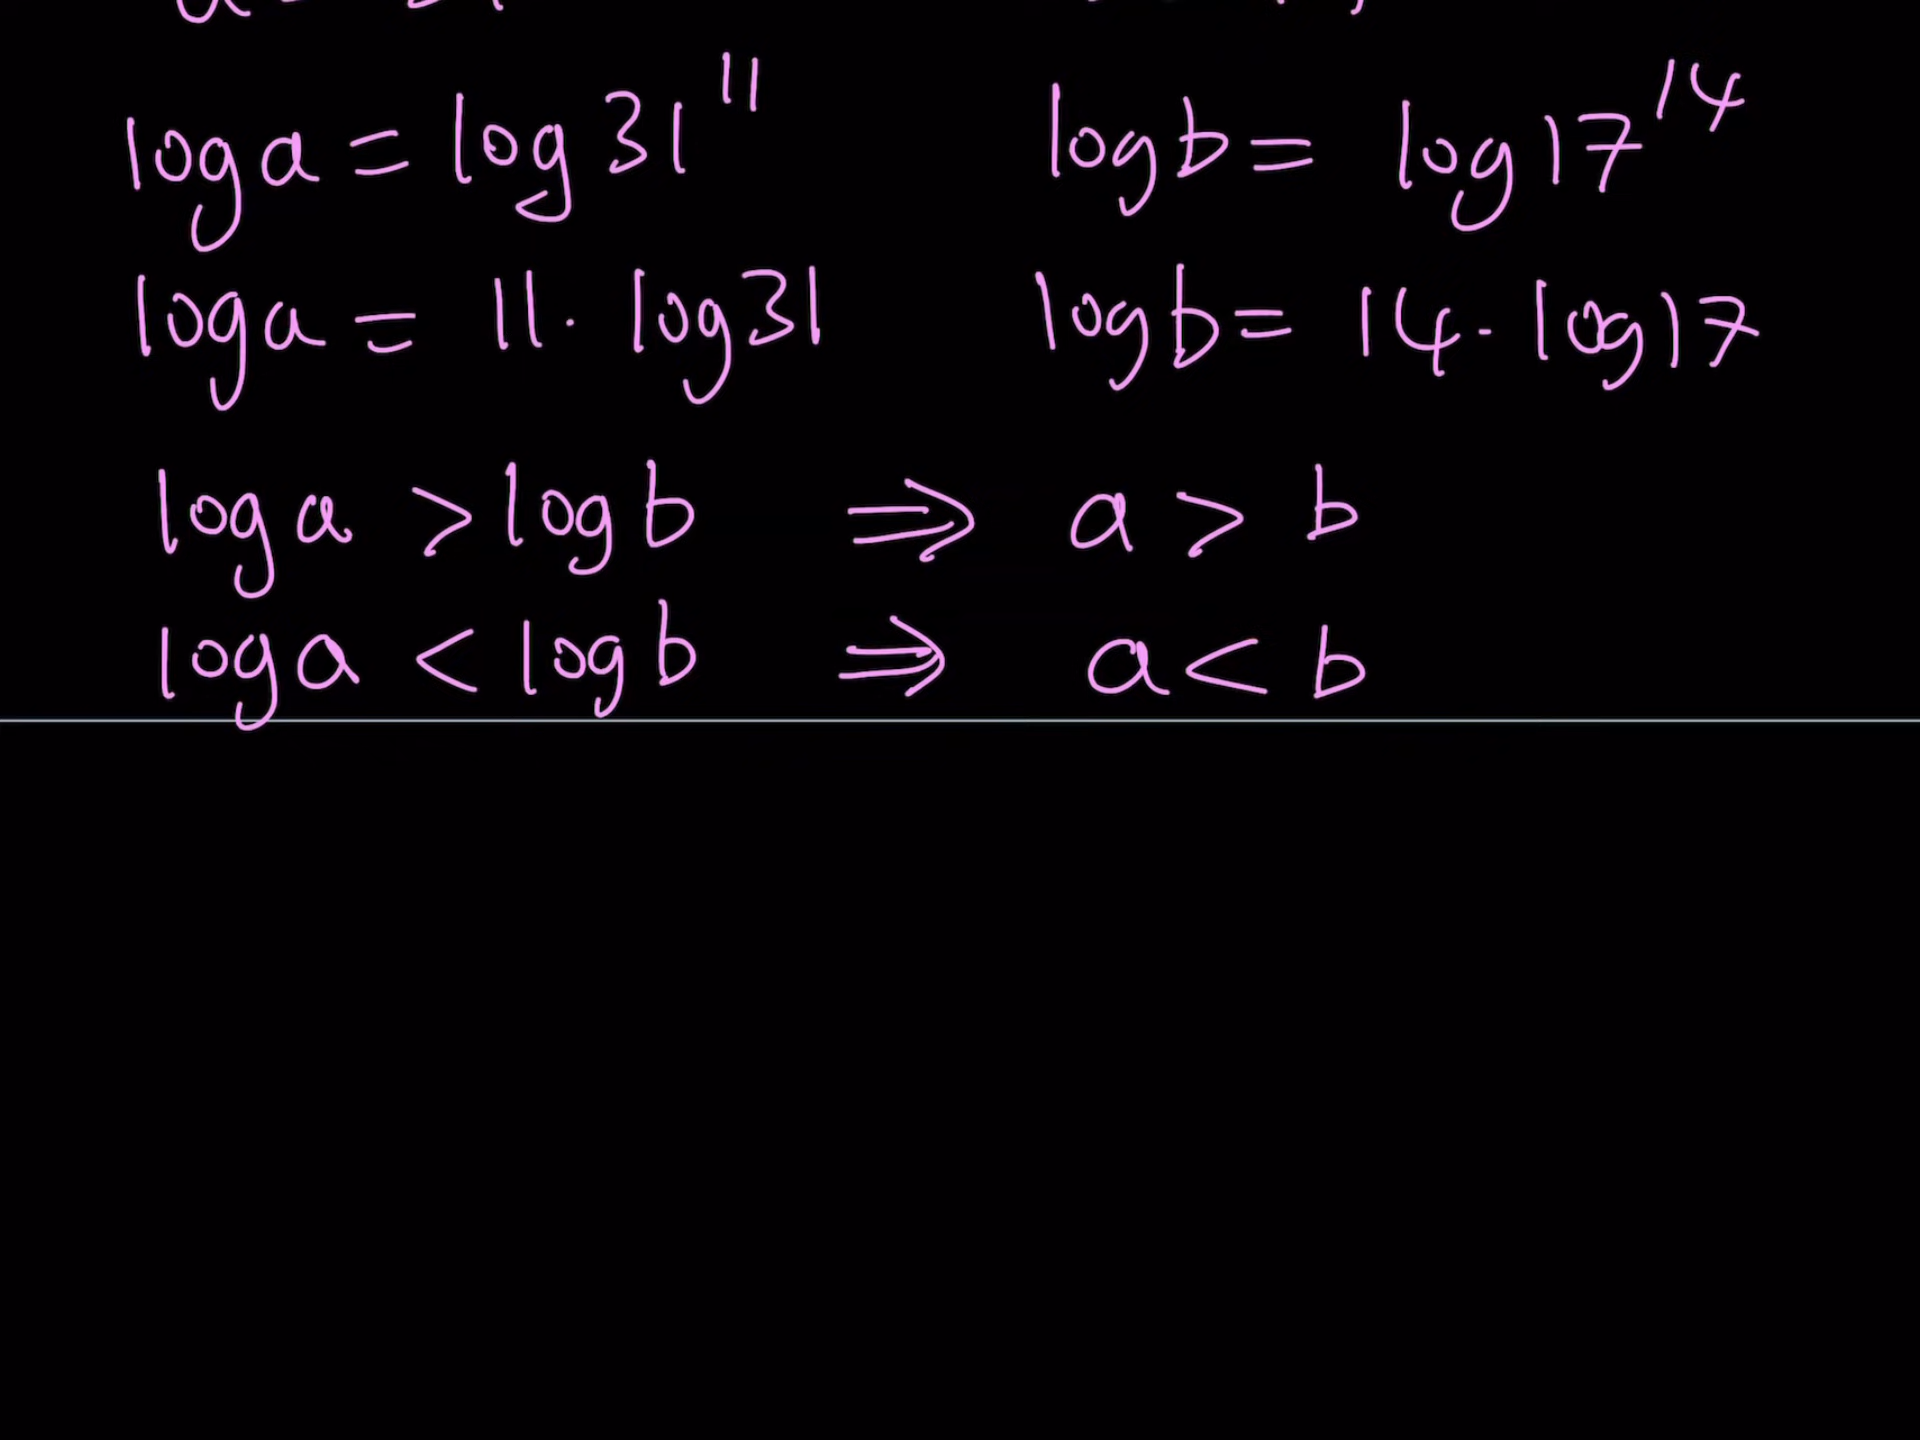 log a = log 31^11 log b = log 17^14
log a = 11 · log 31 log b = 14 · log 17
log a > log b ⇒ a > b
log a < log b ⇒ a < b